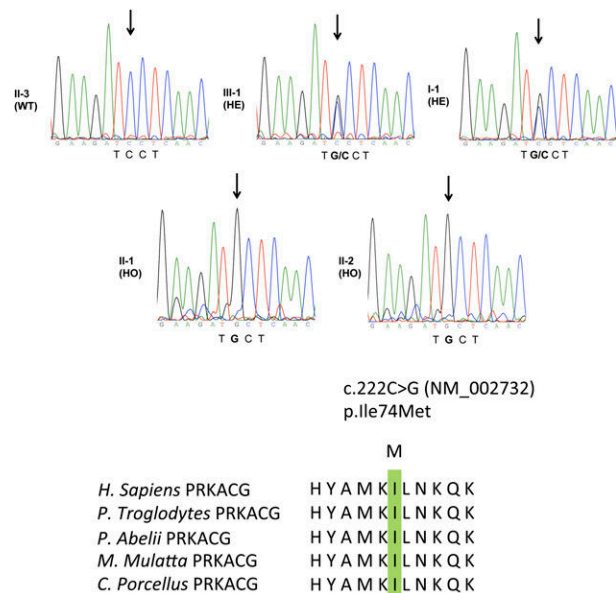 II-3
(WT)
G A A G A T C C T C A A C
T C C T
III-1
(HE)
G A A G A T C C T C A A C
T G/C C T
I-1
(HE)
G A A G A T C C T C A A C
T G/C C T
II-1
(HO)
G A A G A T G C T C A A C
T G C T
II-2
(HO)
G A A G A T G C T C A A C
T G C T
c.222C>G (NM_002732)
p.Ile74Met
M
H. Sapiens PRKACG H Y A M K I L N K Q K
P. Troglodytes PRKACG H Y A M K I L N K Q K
P. Abelii PRKACG H Y A M K I L N K Q K
M. Mulatta PRKACG H Y A M K I L N K Q K
C. Porcellus PRKACG H Y A M K I L N K Q K